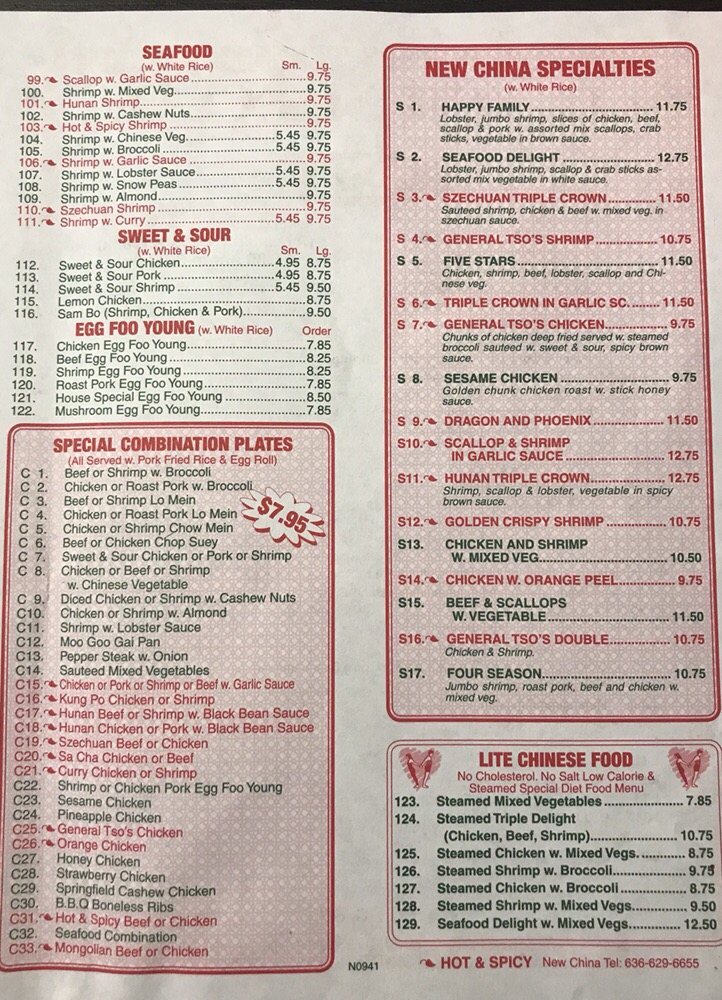 SEAFOOD
(w. White Rice) Sm. Lg.
99. Scallop w. Garlic Sauce 9.75
100. Shrimp w. Mixed Veg. 9.75
101. Hunan Shrimp 9.75
102. Shrimp w. Cashew Nuts 9.75
103. Hot & Spicy Shrimp 9.75
104. Shrimp w. Chinese Veg. 5.45 9.75
105. Shrimp w. Broccoli 5.45 9.75
106. Shrimp w. Garlic Sauce 9.75
107. Shrimp w. Lobster Sauce 5.45 9.75
108. Shrimp w. Snow Peas 5.45 9.75
109. Shrimp w. Almond 9.75
110. Szechuan Shrimp 9.75
111. Shrimp w. Curry 5.45 9.75
SWEET & SOUR
(w. White Rice) Sm. Lg.
112. Sweet & Sour Chicken 4.95 8.75
113. Sweet & Sour Pork 4.95 8.75
114. Sweet & Sour Shrimp 5.45 9.50
115. Lemon Chicken 8.75
116. Sam Bo (Shrimp, Chicken & Pork) 9.50
EGG FOO YOUNG (w. White Rice) Order
117. Chicken Egg Foo Young 7.85
118. Beef Egg Foo Young 8.25
119. Shrimp Egg Foo Young 8.25
120. Roast Pork Egg Foo Young 7.85
121. House Special Egg Foo Young 8.50
122. Mushroom Egg Foo Young 7.85
SPECIAL COMBINATION PLATES
(All Served w. Pork Fried Rice & Egg Roll)
$7.95
C 1. Beef or Shrimp w. Broccoli
C 2. Chicken or Roast Pork w. Broccoli
C 3. Beef or Shrimp Lo Mein
C 4. Chicken or Roast Pork Lo Mein
C 5. Chicken or Shrimp Chow Mein
C 6. Beef or Chicken Chop Suey
C 7. Sweet & Sour Chicken or Pork or Shrimp
C 8. Chicken or Beef or Shrimp
w. Chinese Vegetable
C 9. Diced Chicken or Shrimp w. Cashew Nuts
C10. Chicken or Shrimp w. Almond
C11. Shrimp w. Lobster Sauce
C12. Moo Goo Gai Pan
C13. Pepper Steak w. Onion
C14. Sauteed Mixed Vegetables
C15. Chicken or Pork or Shrimp or Beef w. Garlic Sauce
C16. Kung Po Chicken or Shrimp
C17. Hunan Beef or Shrimp w. Black Bean Sauce
C18. Hunan Chicken or Pork w. Black Bean Sauce
C19. Szechuan Beef or Chicken
C20. Sa Cha Chicken or Beef
C21. Curry Chicken or Shrimp
C22. Shrimp or Chicken Pork Egg Foo Young
C23. Sesame Chicken
C24. Pineapple Chicken
C25. General Tso's Chicken
C26. Orange Chicken
C27. Honey Chicken
C28. Strawberry Chicken
C29. Springfield Cashew Chicken
C30. B.B.Q Boneless Ribs
C31. Hot & Spicy Beef or Chicken
C32. Seafood Combination
C33. Mongolian Beef or Chicken
NEW CHINA SPECIALTIES
(w. White Rice)
S 1. HAPPY FAMILY 11.75
Lobster, jumbo shrimp, slices of chicken, beef,
scallop & pork w. assorted mix scallops, crab
sticks, vegetable in brown sauce.
S 2. SEAFOOD DELIGHT 12.75
Lobster, jumbo shrimp, scallop & crab sticks as-
sorted mix vegetable in white sauce.
S 3. SZECHUAN TRIPLE CROWN 11.50
Sauteed shrimp, chicken & beef w. mixed veg. in
szechuan sauce.
S 4. GENERAL TSO'S SHRIMP 10.75
S 5. FIVE STARS 11.50
Chicken, shrimp, beef, lobster, scallop and Chi-
nese veg.
S 6. TRIPLE CROWN IN GARLIC SC. 11.50
S 7. GENERAL TSO'S CHICKEN 9.75
Chunks of chicken deep fried served w. steamed
broccoli sauteed w. sweet & sour, spicy brown
sauce.
S 8. SESAME CHICKEN 9.75
Golden chunk chicken roast w. stick honey
sauce.
S 9. DRAGON AND PHOENIX 11.50
S10. SCALLOP & SHRIMP
IN GARLIC SAUCE 12.75
S11. HUNAN TRIPLE CROWN 12.75
Shrimp, scallop & lobster, vegetable in spicy
brown sauce.
S12. GOLDEN CRISPY SHRIMP 10.75
S13. CHICKEN AND SHRIMP
W. MIXED VEG. 10.50
S14. CHICKEN W. ORANGE PEEL 9.75
S15. BEEF & SCALLOPS
W. VEGETABLE 11.50
S16. GENERAL TSO'S DOUBLE 10.75
Chicken & Shrimp.
S17. FOUR SEASON 10.75
Jumbo shrimp, roast pork, beef and chicken w.
mixed veg.
LITE CHINESE FOOD
No Cholesterol. No Salt Low Calorie &
Steamed Special Diet Food Menu
123. Steamed Mixed Vegetables 7.85
124. Steamed Triple Delight
(Chicken, Beef, Shrimp) 10.75
125. Steamed Chicken w. Mixed Vegs. 8.75
126. Steamed Shrimp w. Broccoli 9.75
127. Steamed Chicken w. Broccoli 8.75
128. Steamed Shrimp w. Mixed Vegs. 9.50
129. Seafood Delight w. Mixed Vegs. 12.50
N0941
HOT & SPICY New China Tel: 636-629-6655